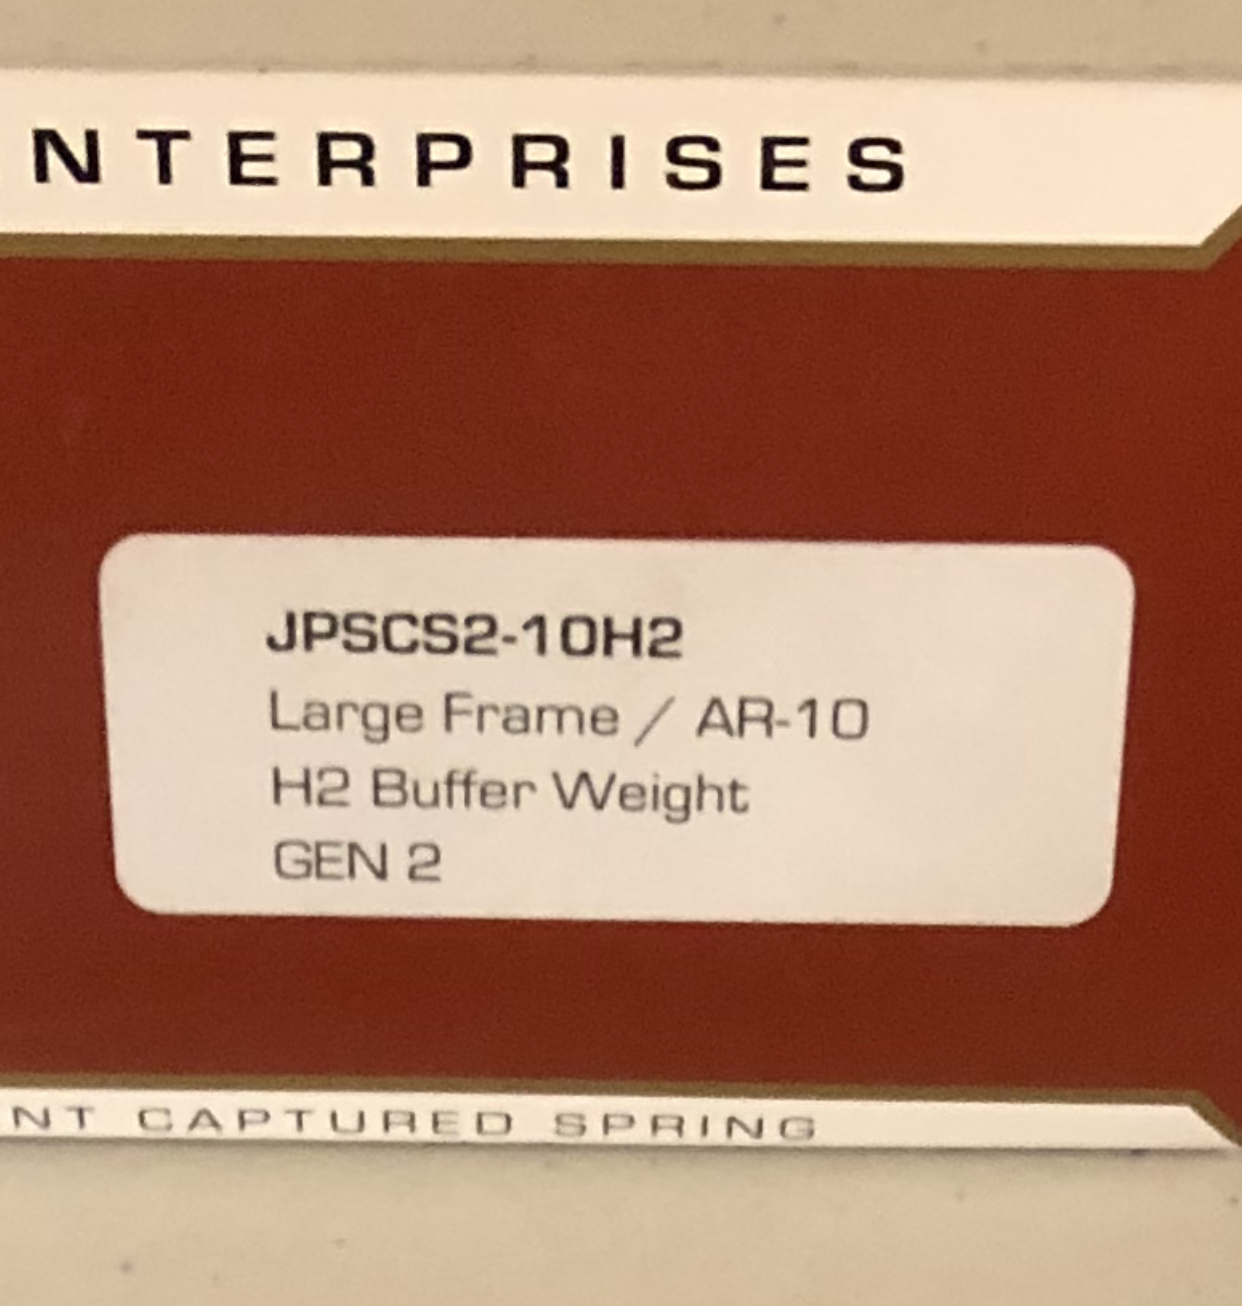 NTERPRISES
JPSCS2-10H2
Large Frame / AR-10
H2 Buffer Weight
GEN 2
NT CAPTURED SPRING